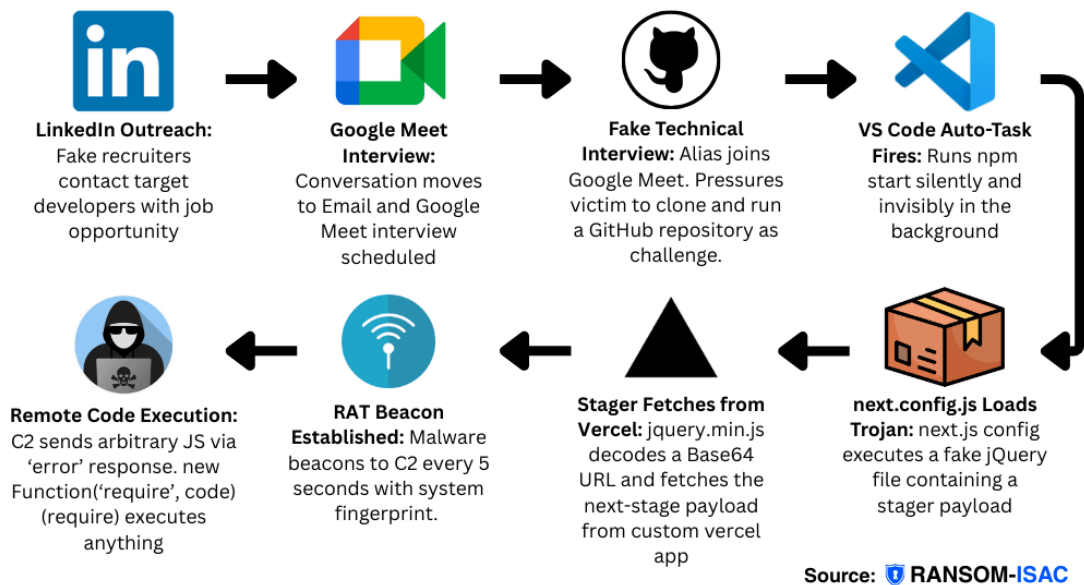 in
LinkedIn Outreach:
Fake recruiters
contact target
developers with job
opportunity
Google Meet
Interview:
Conversation moves
to Email and Google
Meet interview
scheduled
Fake Technical
Interview: Alias joins
Google Meet. Pressures
victim to clone and run
a GitHub repository as
challenge.
VS Code Auto-Task
Fires: Runs npm
start silently and
invisibly in the
background
next.config.js Loads
Trojan: next.js config
executes a fake jQuery
file containing a
stager payload
Stager Fetches from
Vercel: jquery.min.js
decodes a Base64
URL and fetches the
next-stage payload
from custom vercel
app
RAT Beacon
Established: Malware
beacons to C2 every 5
seconds with system
fingerprint.
Remote Code Execution:
C2 sends arbitrary JS via
‘error’ response. new
Function(‘require’, code)
(require) executes
anything
Source: RANSOM-ISAC